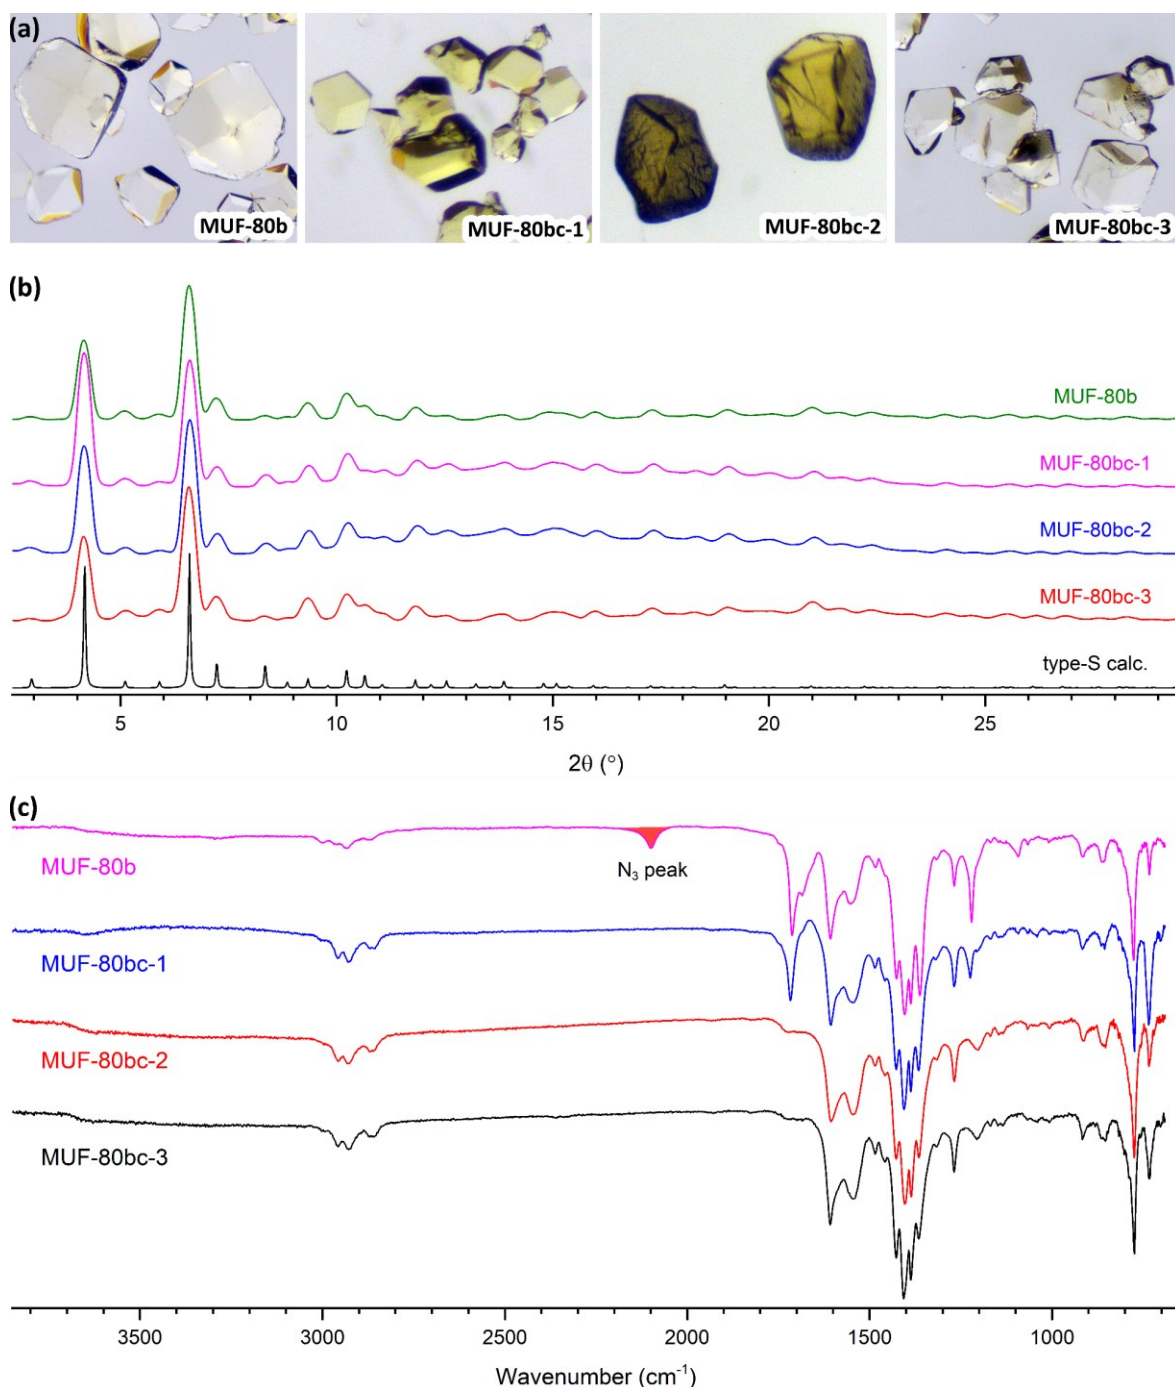 (a)
MUF-80b
MUF-80bc-1
MUF-80bc-2
MUF-80bc-3
(b)
MUF-80b
MUF-80bc-1
MUF-80bc-2
MUF-80bc-3
type-S calc.
5 10 15 20 25
2θ (°)
(c)
MUF-80b
N₃ peak
MUF-80bc-1
MUF-80bc-2
MUF-80bc-3
3500 3000 2500 2000 1500 1000
Wavenumber (cm⁻¹)